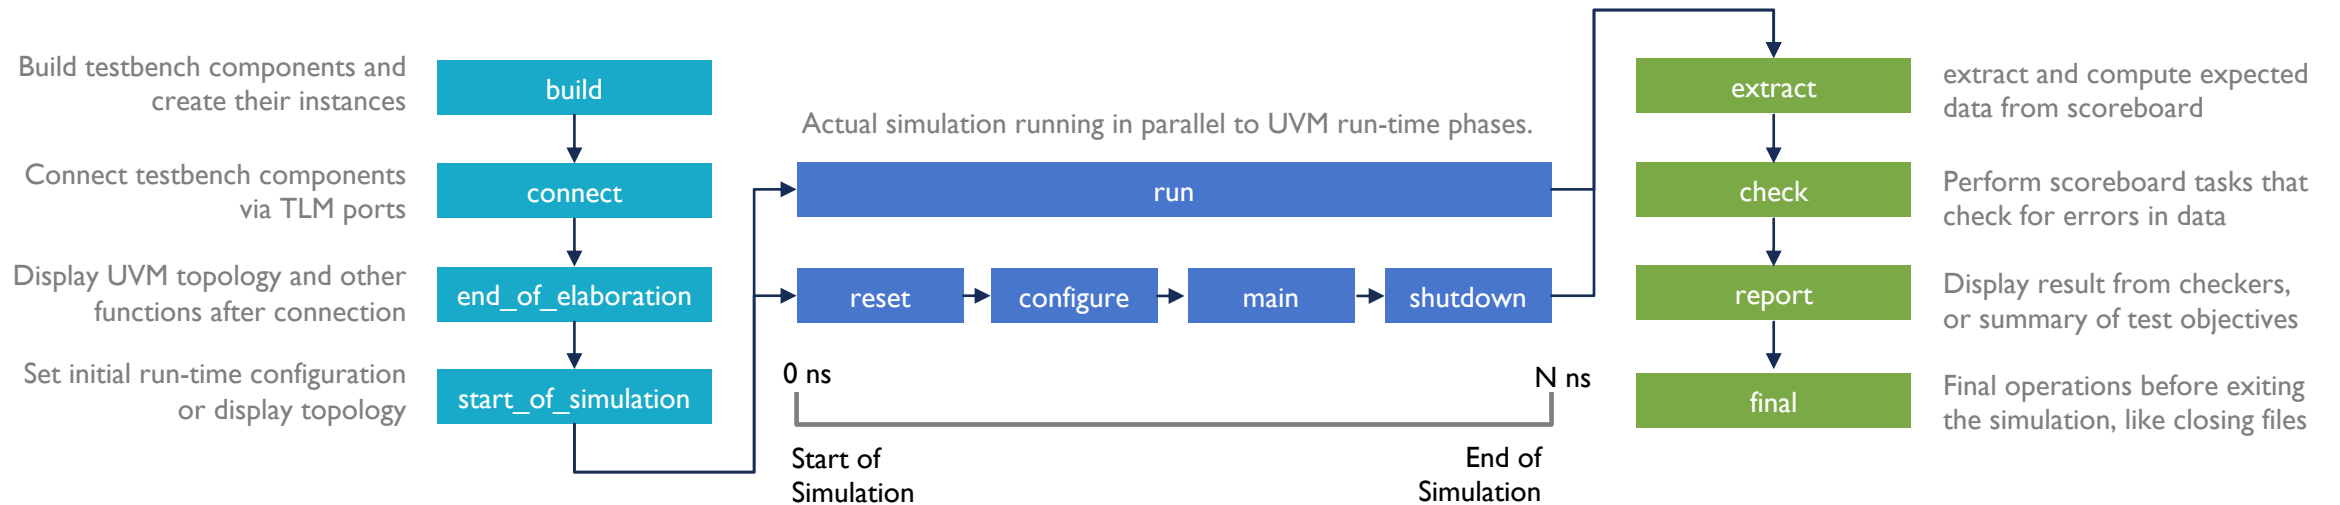 Build testbench components and
create their instances
build
Connect testbench components
via TLM ports
connect
Display UVM topology and other
functions after connection
end_of_elaboration
Set initial run-time configuration
or display topology
start_of_simulation
Actual simulation running in parallel to UVM run-time phases.
run
reset
configure
main
shutdown
0 ns
N ns
Start of
Simulation
End of
Simulation
extract
extract and compute expected
data from scoreboard
check
Perform scoreboard tasks that
check for errors in data
report
Display result from checkers,
or summary of test objectives
final
Final operations before exiting
the simulation, like closing files